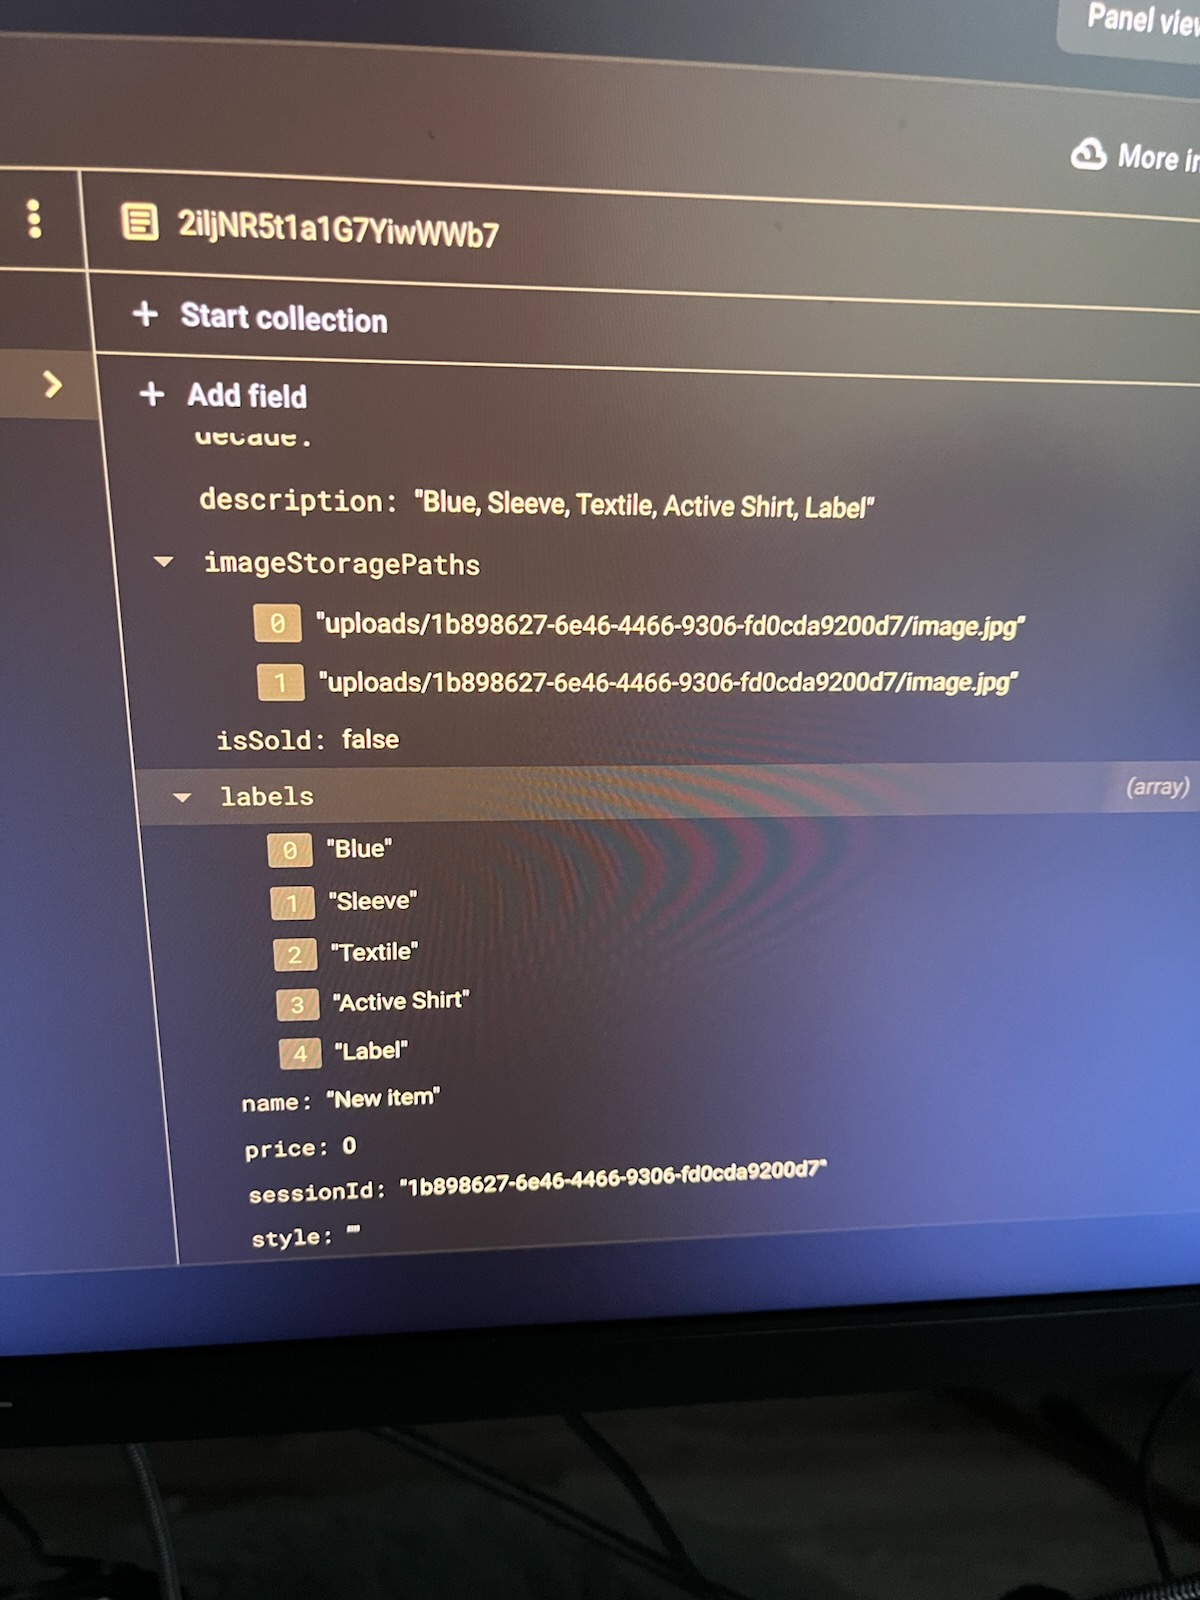 Panel
More
2iljNR5t1a1G7YiwWWb7
+ Start collection
+ Add field
decade:
description: "Blue, Sleeve, Textile, Active Shirt, Label"
imageStoragePaths
0 "uploads/1b898627-6e46-4466-9306-fd0cda9200d7/image.jpg"
1 "uploads/1b898627-6e46-4466-9306-fd0cda9200d7/image.jpg"
isSold: false
labels (array)
0 "Blue"
1 "Sleeve"
2 "Textile"
3 "Active Shirt"
4 "Label"
name: "New item"
price: 0
sessionId: "1b898627-6e46-4466-9306-fd0cda9200d7"
style: ""